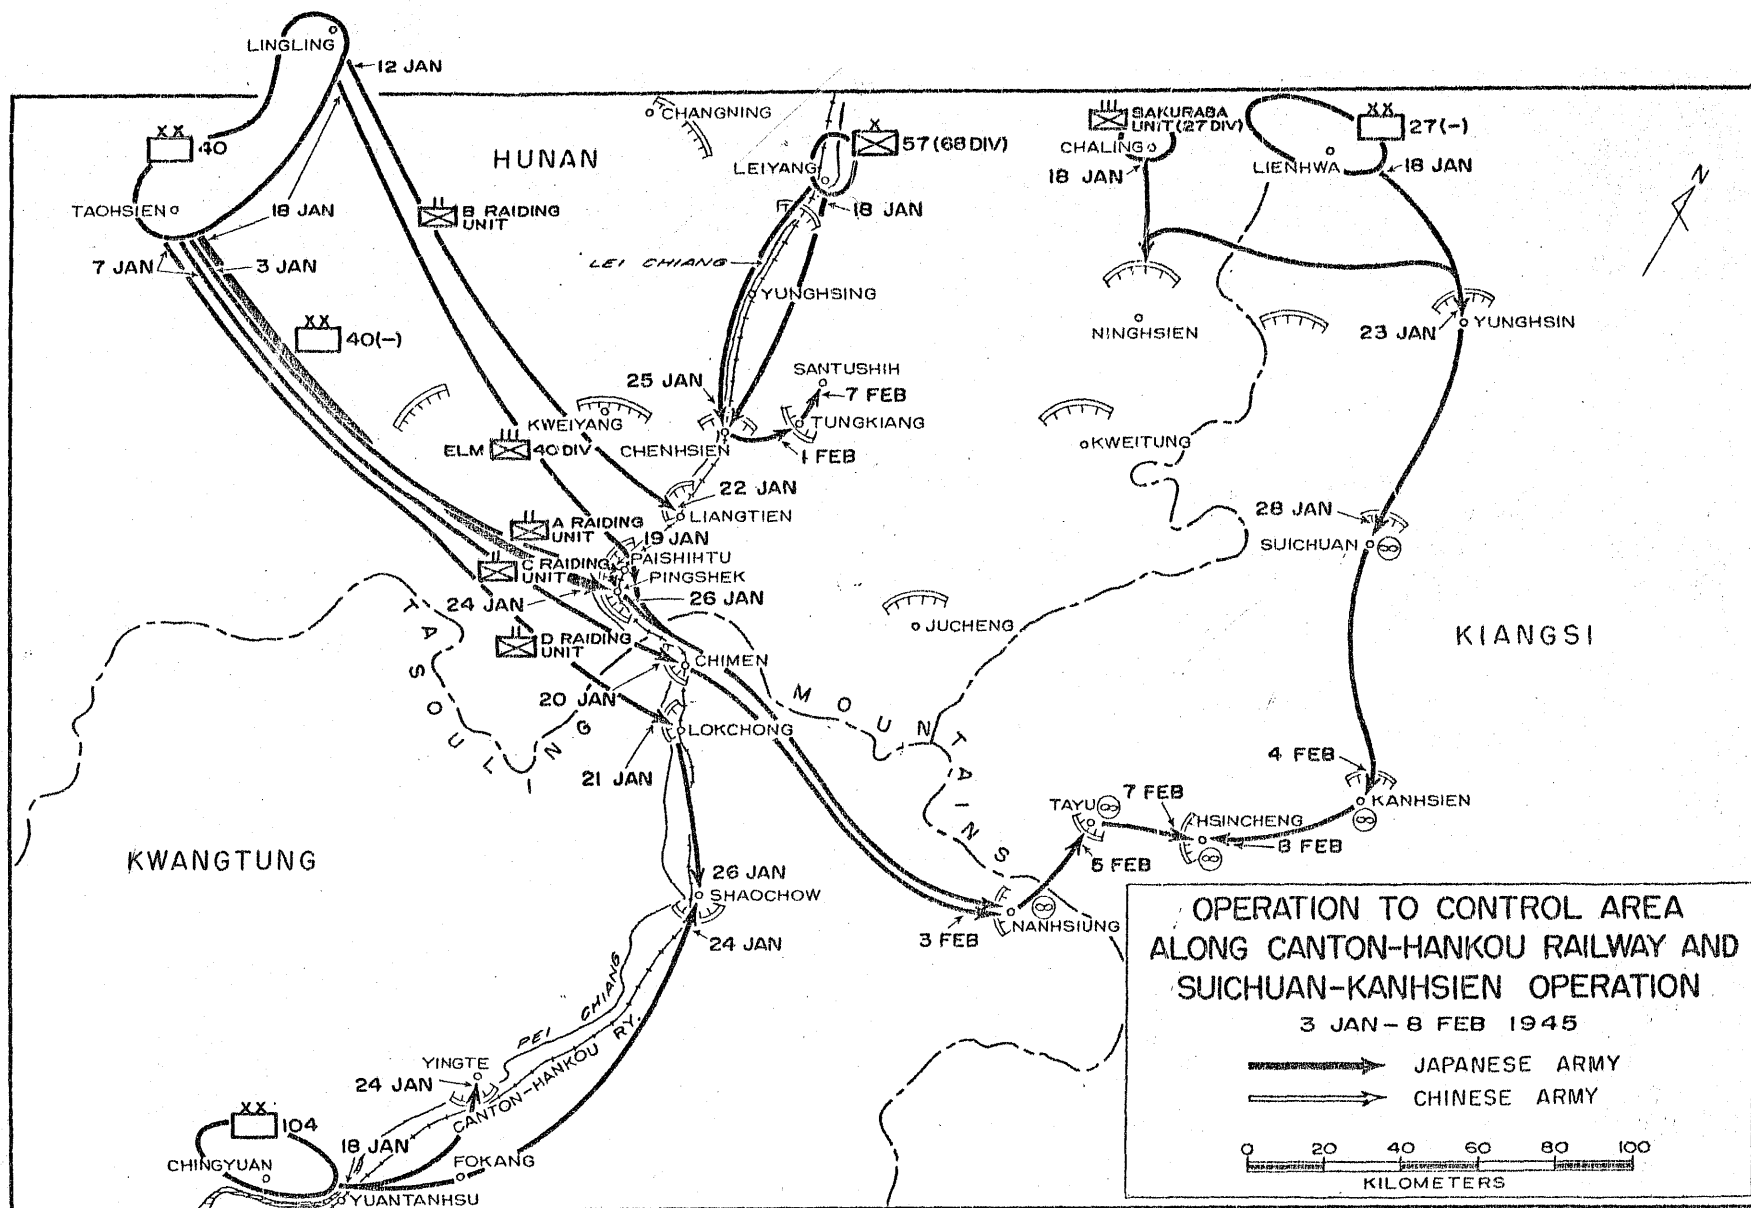 LINGLING
12 JAN
XX
40
TAOHSIEN
18 JAN
7 JAN
3 JAN
XX
40(-)
HUNAN
CHANGNING
B RAIDING
UNIT
LEIYANG
X
57 (68 DIV)
18 JAN
LEI CHIANG
YUNGHSING
SAKURABA
UNIT (27 DIV)
CHALING
18 JAN
XX
27(-)
LIENHWA
18 JAN
N
NINGHSIEN
23 JAN
YUNGHSIN
25 JAN
SANTUSHIH
7 FEB
TUNGKIANG
1 FEB
KWEIYANG
ELM
40 DIV
CHENHSIEN
KWEITUNG
22 JAN
LIANGTIEN
28 JAN
SUICHUAN
A RAIDING
UNIT
19 JAN
PAISHIHTU
C RAIDING
UNIT
PINGSHEK
24 JAN
26 JAN
JUCHENG
KIANGSI
D RAIDING
UNIT
CHIMEN
20 JAN
LOKCHONG
21 JAN
TASOULING MOUNTAINS
4 FEB
KANHSIEN
TAYU
7 FEB
HSINCHENG
8 FEB
5 FEB
KWANGTUNG
26 JAN
SHAOCHOW
24 JAN
3 FEB
NANHSIUNG
PEI CHIANG
CANTON-HANKOU RY.
YINGTE
24 JAN
XX
104
18 JAN
CHINGYUAN
FOKANG
YUANTANHSU
OPERATION TO CONTROL AREA
ALONG CANTON-HANKOU RAILWAY AND
SUICHUAN-KANHSIEN OPERATION
3 JAN - 8 FEB 1945
JAPANESE ARMY
CHINESE ARMY
0 20 40 60 80 100
KILOMETERS